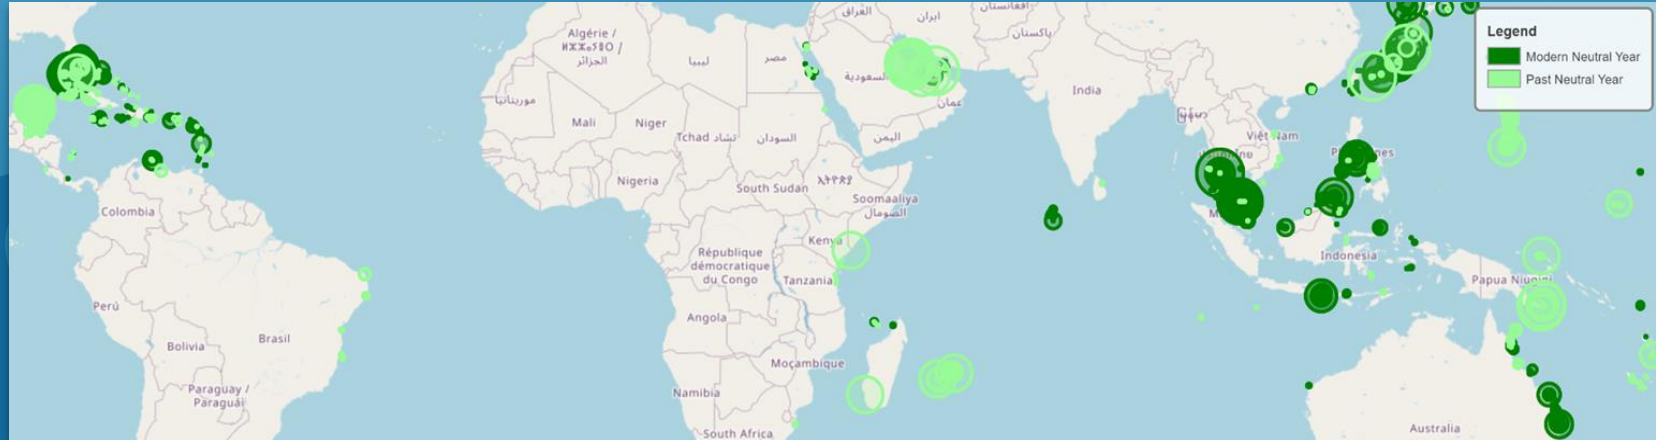 Legend
Modern Neutral Year
Past Neutral Year
العراق
ایران
افغانستان
پاکستان
Algérie /
ⵍⵣⵣⴰⵢⴻⵔ /
الجزائر
ليبيا
مصر
السعودية
India
عمان
موريتانيا
Mali
Niger
Tchad تشاد
السودان
اليمن
Việt Nam
Nigeria
South Sudan
Soomaaliya
الصومال
Colombia
Kenya
République
démocratique
du Congo
Tanzania
Indonesia
Perú
Angola
Brasil
Bolivia
Moçambique
Paraguay /
Paraguái
Namibia
South Africa
Australia